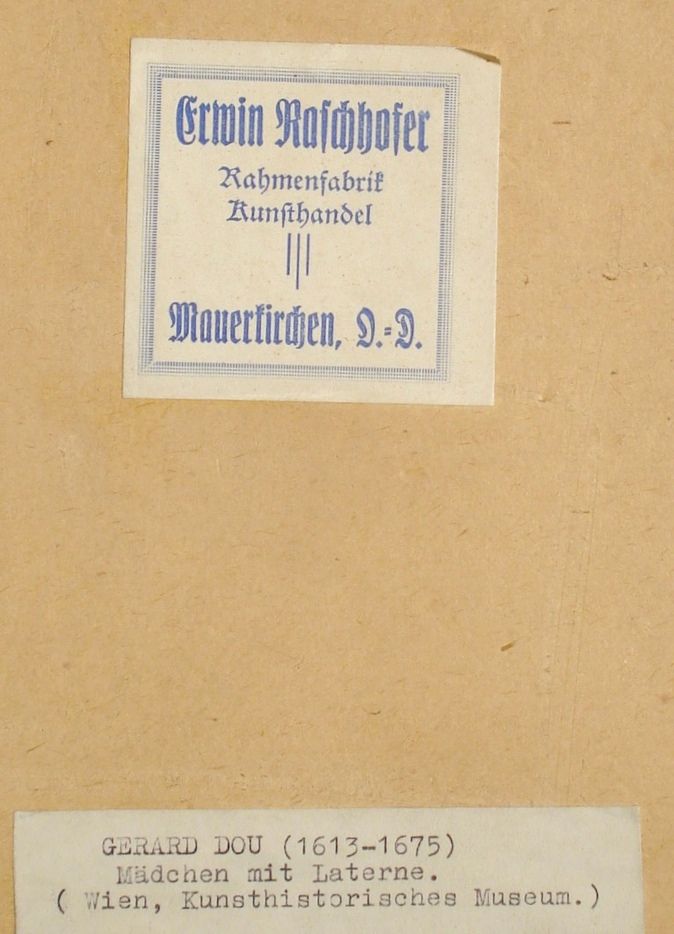 Erwin Raschhofer
Rahmenfabrik
Kunsthandel
Mauerkirchen, O.=D.
GERARD DOU (1613-1675)
Mädchen mit Laterne.
( Wien, Kunsthistorisches Museum.)